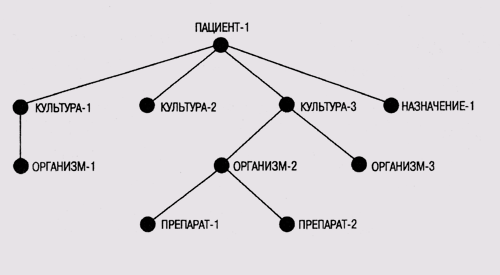 ПАЦИЕНТ-1
КУЛЬТУРА-1
КУЛЬТУРА-2
КУЛЬТУРА-3
НАЗНАЧЕНИЕ-1
ОРГАНИЗМ-1
ОРГАНИЗМ-2
ОРГАНИЗМ-3
ПРЕПАРАТ-1
ПРЕПАРАТ-2